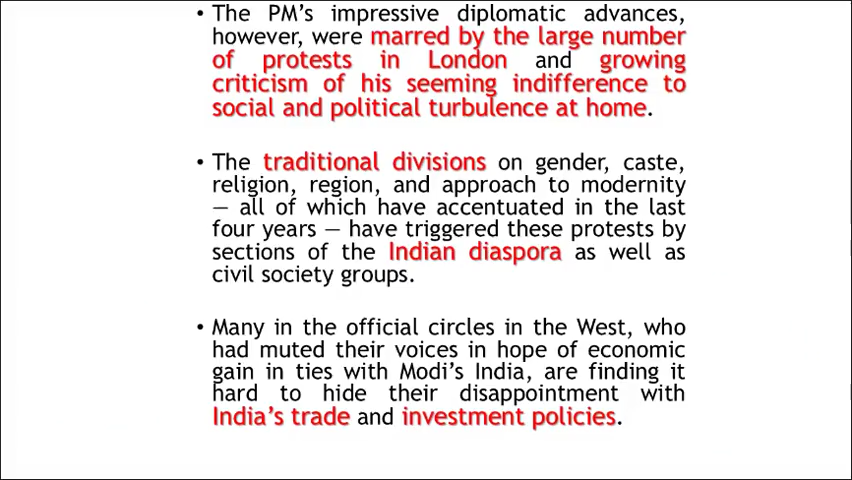 • The PM's impressive diplomatic advances,
however, were marred by the large number
of protests in London and growing
criticism of his seeming indifference to
social and political turbulence at home.
• The traditional divisions on gender, caste,
religion, region, and approach to modernity
— all of which have accentuated in the last
four years — have triggered these protests by
sections of the Indian diaspora as well as
civil society groups.
• Many in the official circles in the West, who
had muted their voices in hope of economic
gain in ties with Modi's India, are finding it
hard to hide their disappointment with
India's trade and investment policies.